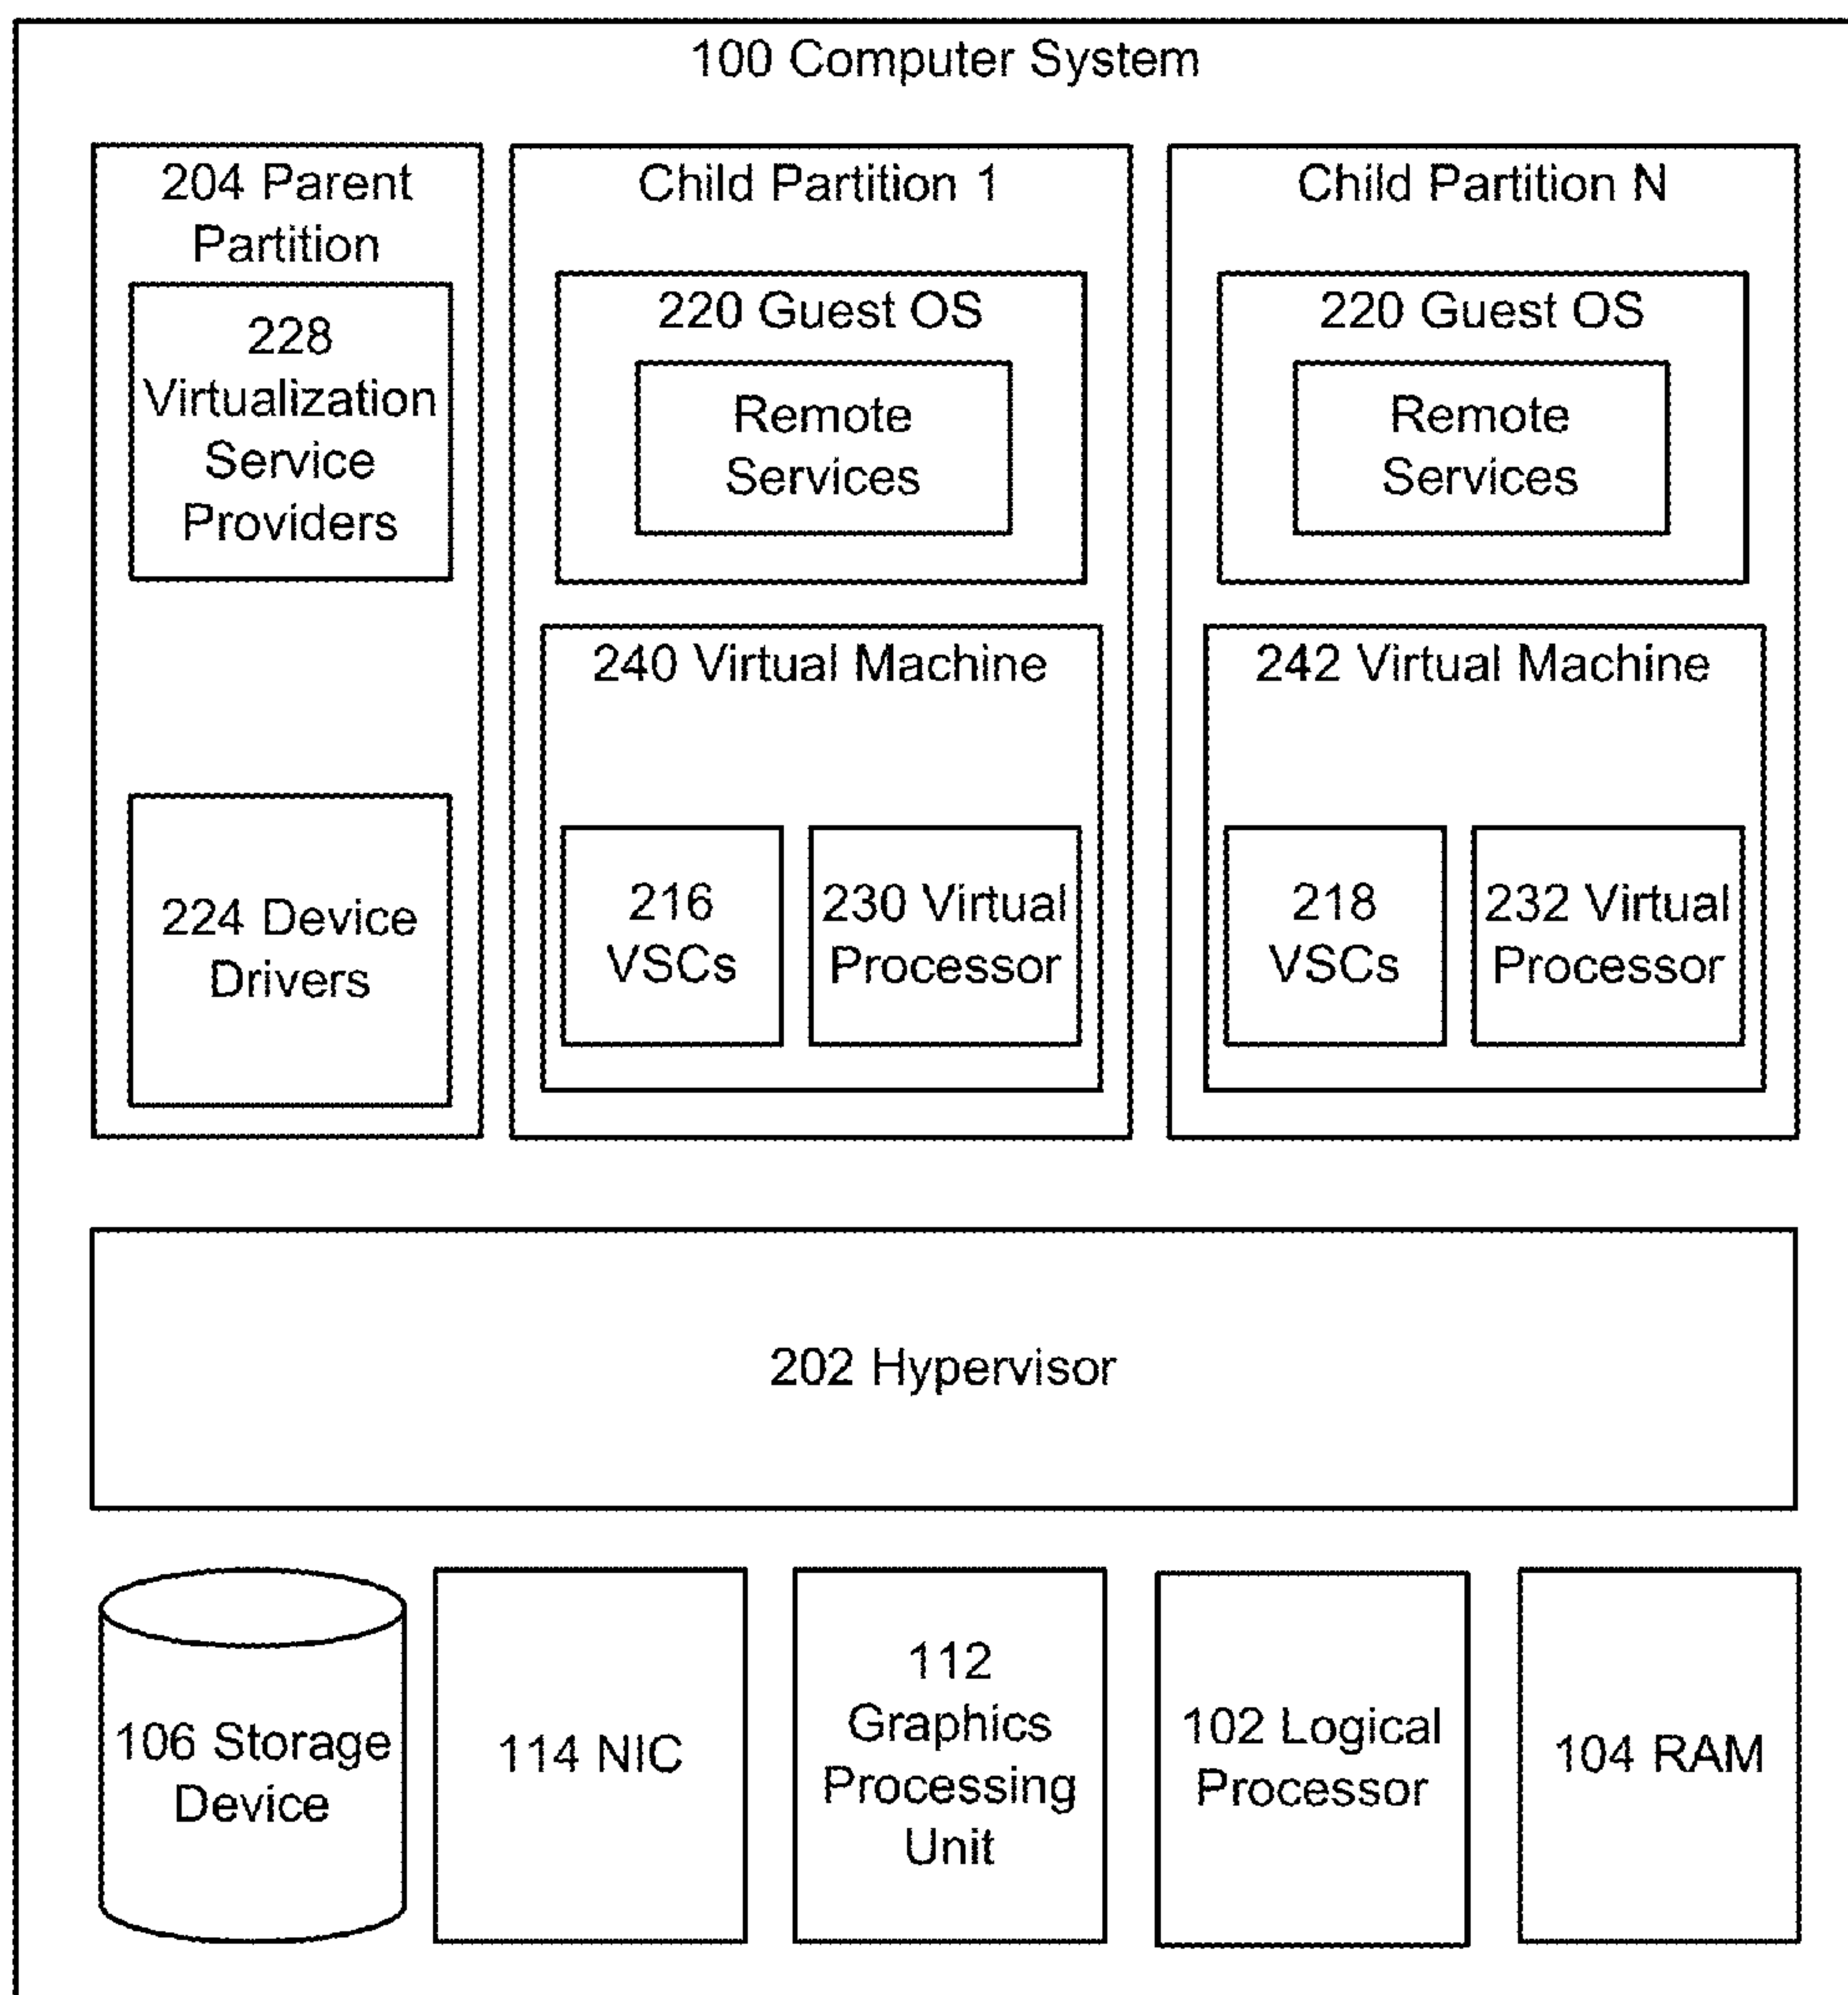 100 Computer System
204 Parent
Partition
228
Virtualization
Service
Providers
224 Device
Drivers
Child Partition 1
220 Guest OS
Remote
Services
240 Virtual Machine
216
VSCs
230 Virtual
Processor
Child Partition N
220 Guest OS
Remote
Services
242 Virtual Machine
218
VSCs
232 Virtual
Processor
202 Hypervisor
106 Storage
Device
114 NIC
112
Graphics
Processing
Unit
102 Logical
Processor
104 RAM